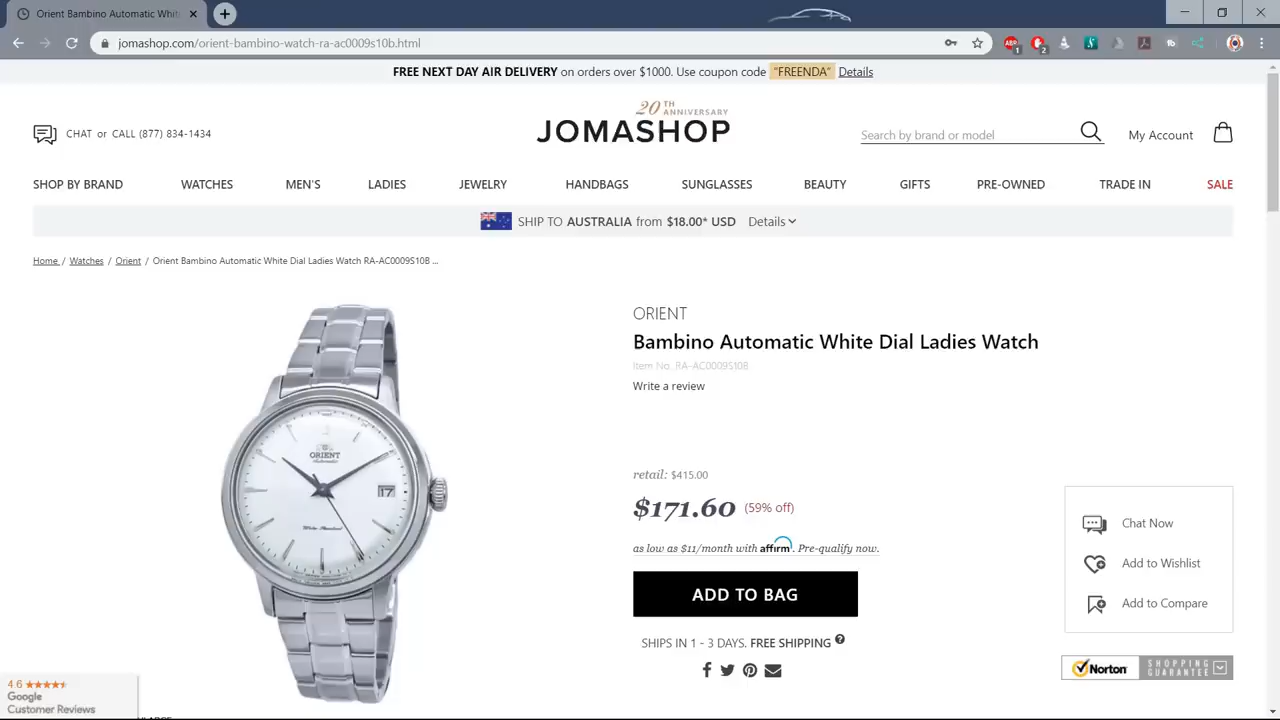 Orient Bambino Automatic Whit
jomashop.com/orient-bambino-watch-ra-ac0009s10b.html
FREE NEXT DAY AIR DELIVERY on orders over $1000. Use coupon code "FREENDA" Details
CHAT or CALL (877) 834-1434
20TH ANNIVERSARY
JOMASHOP
Search by brand or model
My Account
SHOP BY BRAND WATCHES MEN'S LADIES JEWELRY HANDBAGS SUNGLASSES BEAUTY GIFTS PRE-OWNED TRADE IN SALE
SHIP TO AUSTRALIA from $18.00* USD Details
Home / Watches / Orient / Orient Bambino Automatic White Dial Ladies Watch RA-AC0009S10B ...
ORIENT
Automatic
17
Water Resistant
ORIENT
Bambino Automatic White Dial Ladies Watch
Item No. RA-AC0009S10B
Write a review
retail: $415.00
$171.60 (59% off)
as low as $11/month with affirm. Pre-qualify now.
ADD TO BAG
SHIPS IN 1 - 3 DAYS. FREE SHIPPING
Chat Now
Add to Wishlist
Add to Compare
Norton SHOPPING GUARANTEE
4.6
Google
Customer Reviews